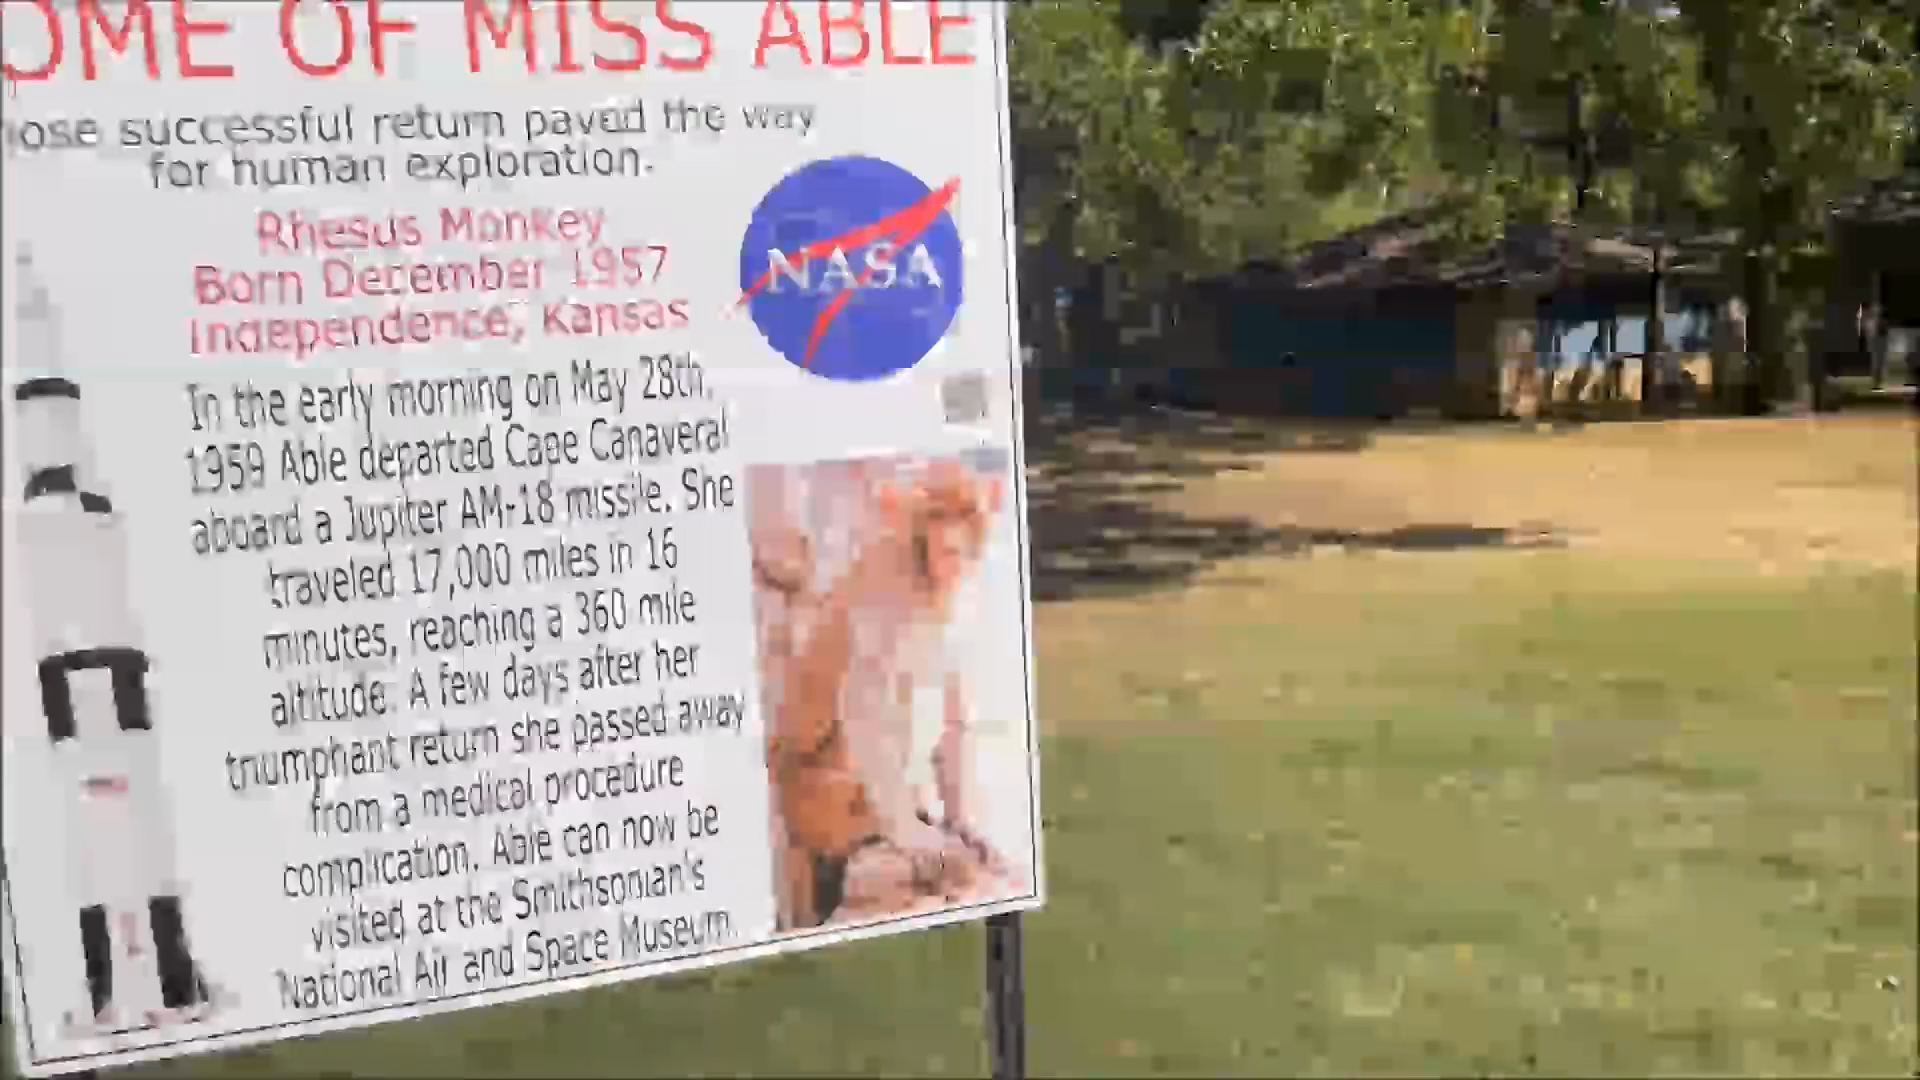 OME OF MISS ABLE
ose successful return paved the way
for human exploration.
Rhesus Monkey
Born December 1957
Independence, Kansas
NASA
In the early morning on May 28th,
1959 Able departed Cape Canaveral
aboard a Jupiter AM-18 missile. She
traveled 17,000 miles in 16
minutes, reaching a 360 mile
altitude. A few days after her
triumphant return she passed away
from a medical procedure
complication. Able can now be
visited at the Smithsonian's
National Air and Space Museum.